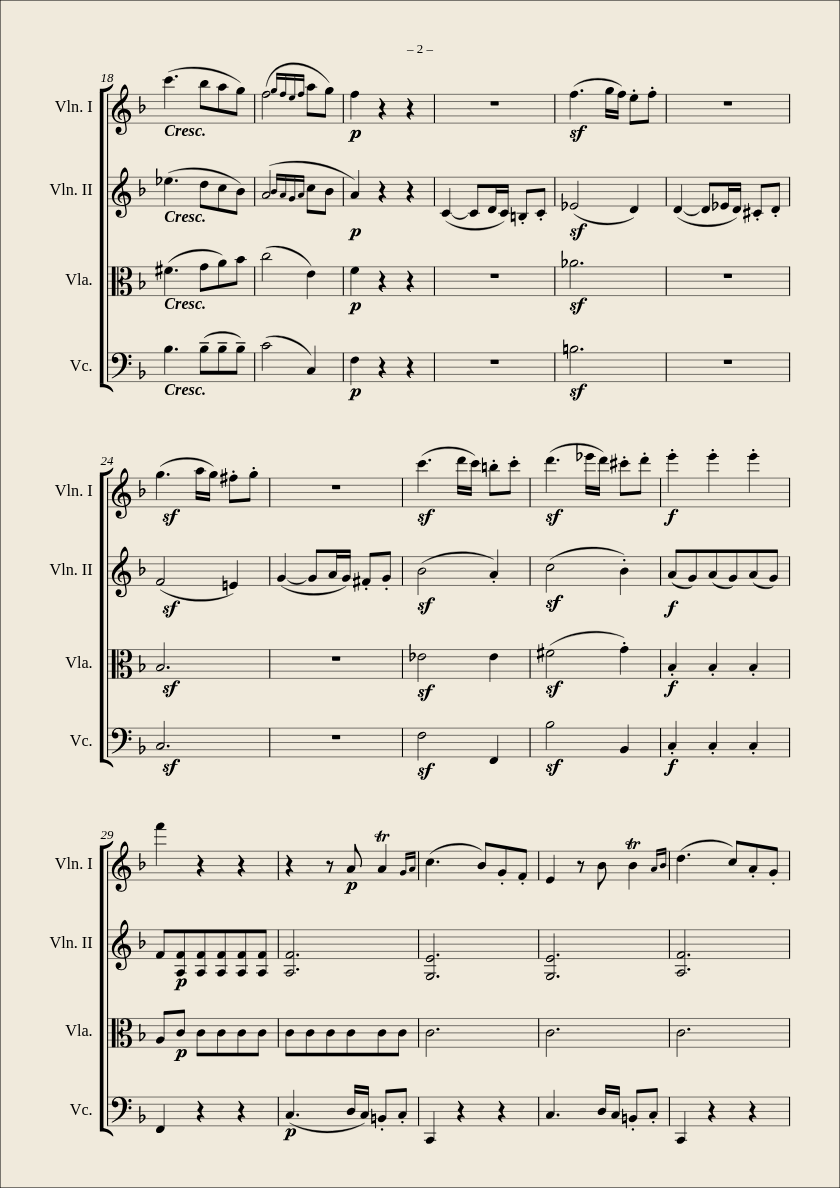 – 2 –
18
Vln. I
Cresc.
Vln. II
p
Cresc.
sf
p
sf
Vla.
Cresc.
p
sf
Vc.
Cresc.
p
sf
24
Vln. I
sf
sf
sf
f
Vln. II
sf
sf
sf
f
Vla.
sf
sf
sf
f
Vc.
sf
sf
sf
f
29
tr
tr
Vln. I
p
Vln. II
p
Vla.
p
Vc.
p